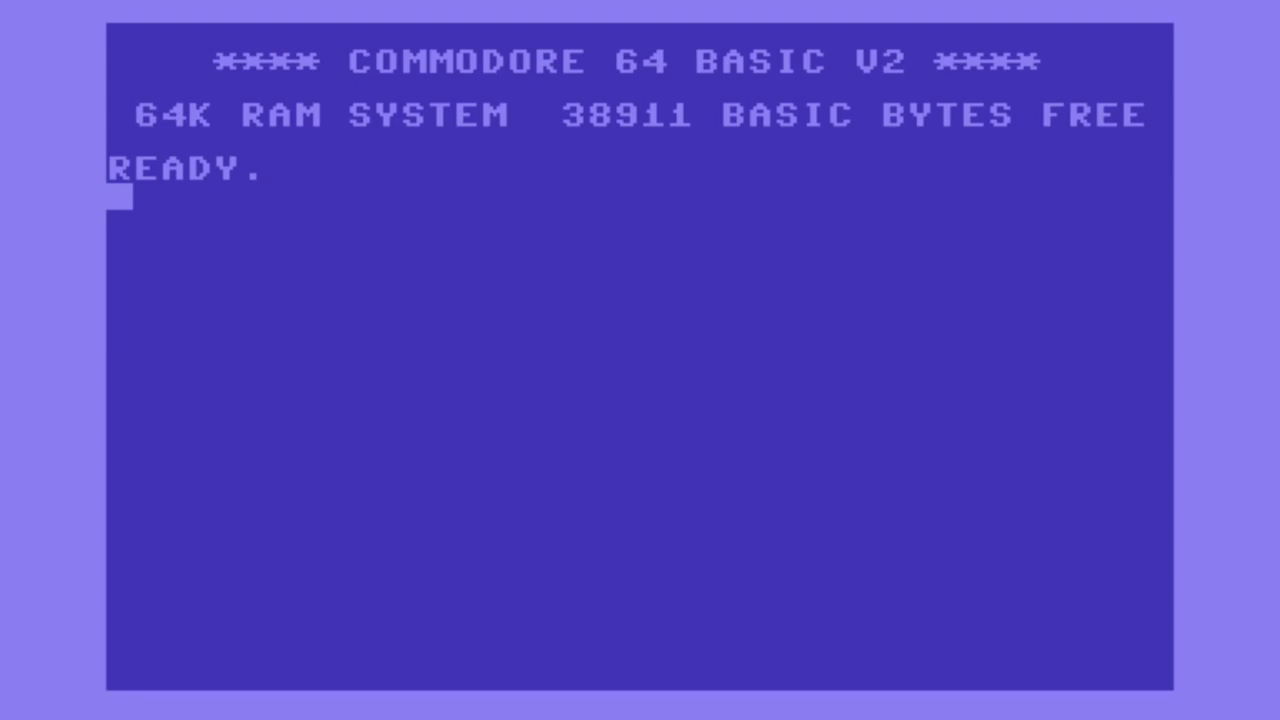 **** COMMODORE 64 BASIC V2 ****
64K RAM SYSTEM  38911 BASIC BYTES FREE
READY.